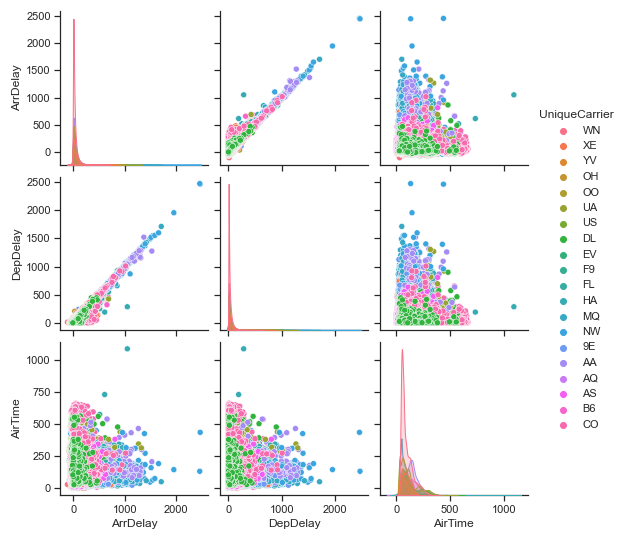 2500
2000
1500
1000
500
0
ArrDelay
2500
2000
1500
1000
500
0
DepDelay
1000
750
500
250
0
AirTime
0 1000 2000
ArrDelay
0 1000 2000
DepDelay
0 500 1000
AirTime
UniqueCarrier
WN
XE
YV
OH
OO
UA
US
DL
EV
F9
FL
HA
MQ
NW
9E
AA
AQ
AS
B6
CO